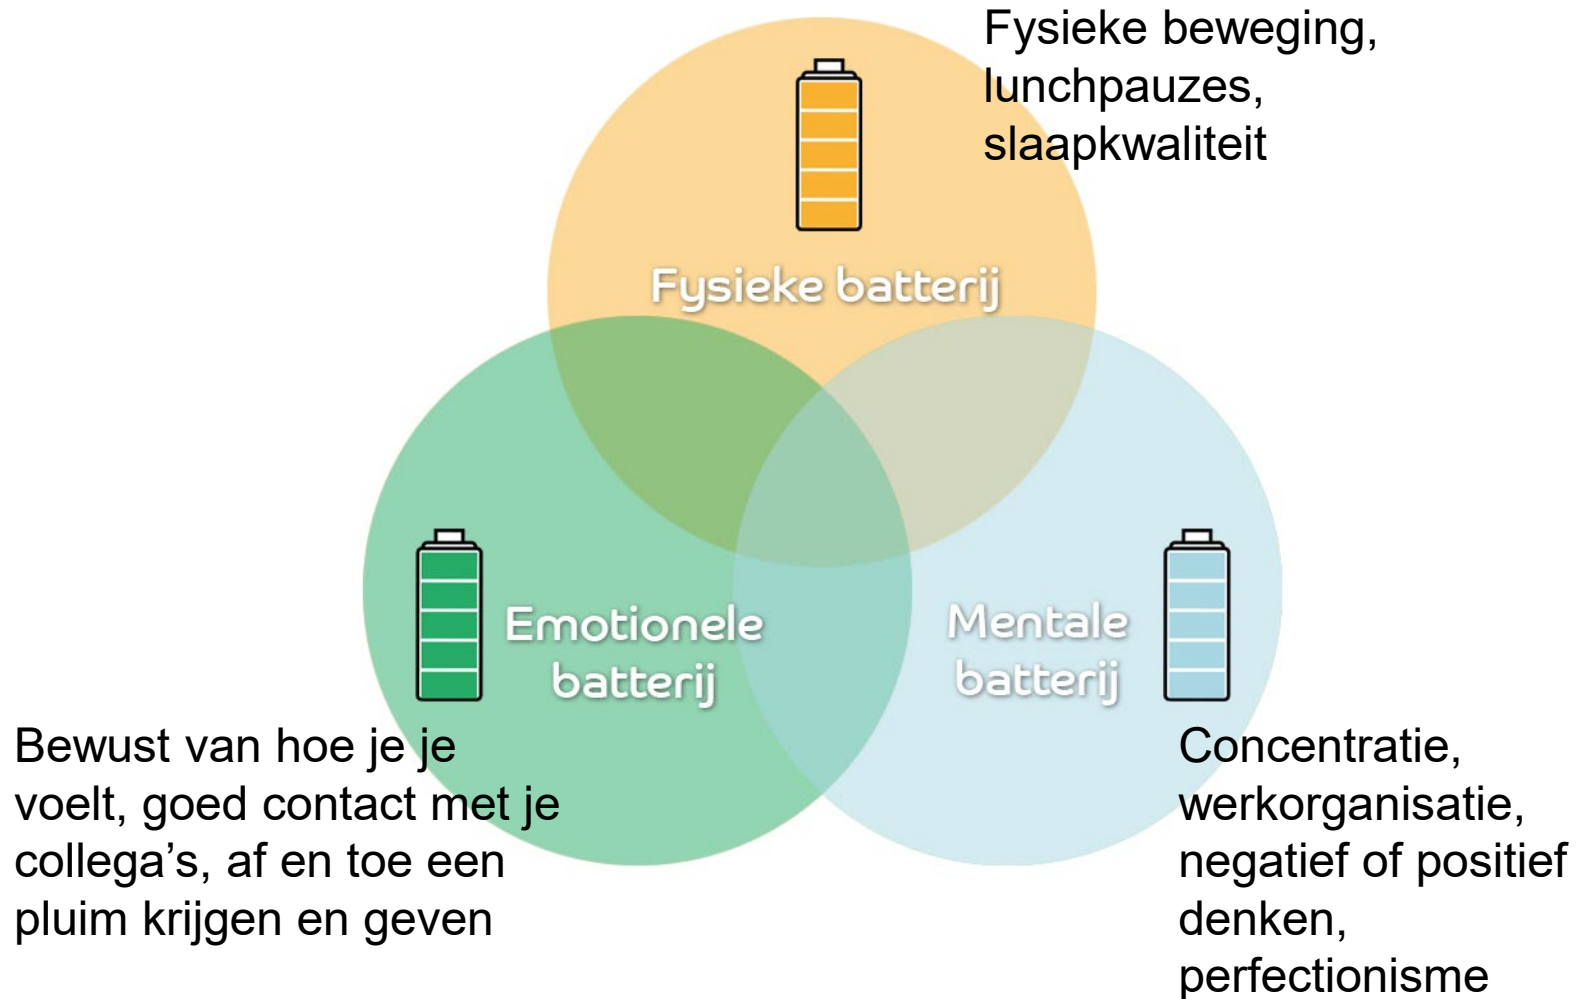 Fysieke beweging,
lunchpauzes,
slaapkwaliteit
Fysieke batterij
Emotionele
batterij
Mentale
batterij
Bewust van hoe je je
voelt, goed contact met je
collega’s, af en toe een
pluim krijgen en geven
Concentratie,
werkorganisatie,
negatief of positief
denken,
perfectionisme